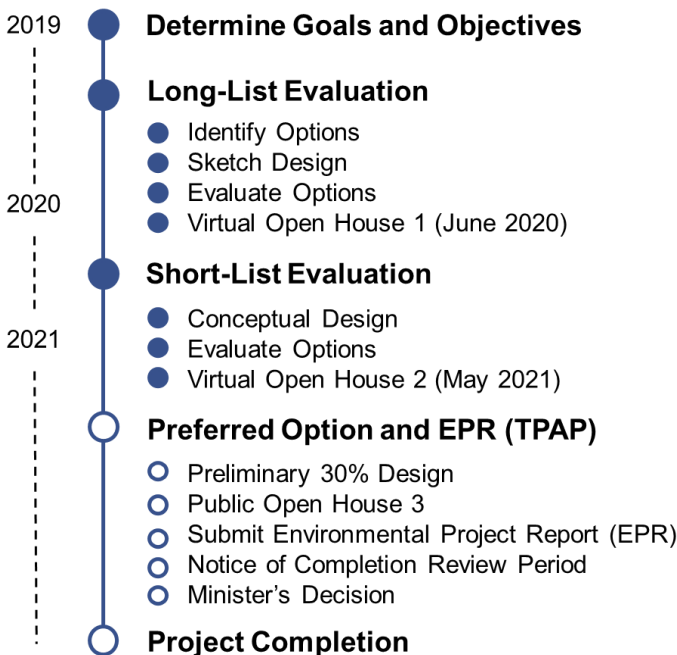 2019 Determine Goals and Objectives
Long-List Evaluation
Identify Options
Sketch Design
Evaluate Options
2020
Virtual Open House 1 (June 2020)
Short-List Evaluation
Conceptual Design
2021
Evaluate Options
Virtual Open House 2 (May 2021)
Preferred Option and EPR (TPAP)
Preliminary 30% Design
Public Open House 3
Submit Environmental Project Report (EPR)
Notice of Completion Review Period
Minister’s Decision
Project Completion